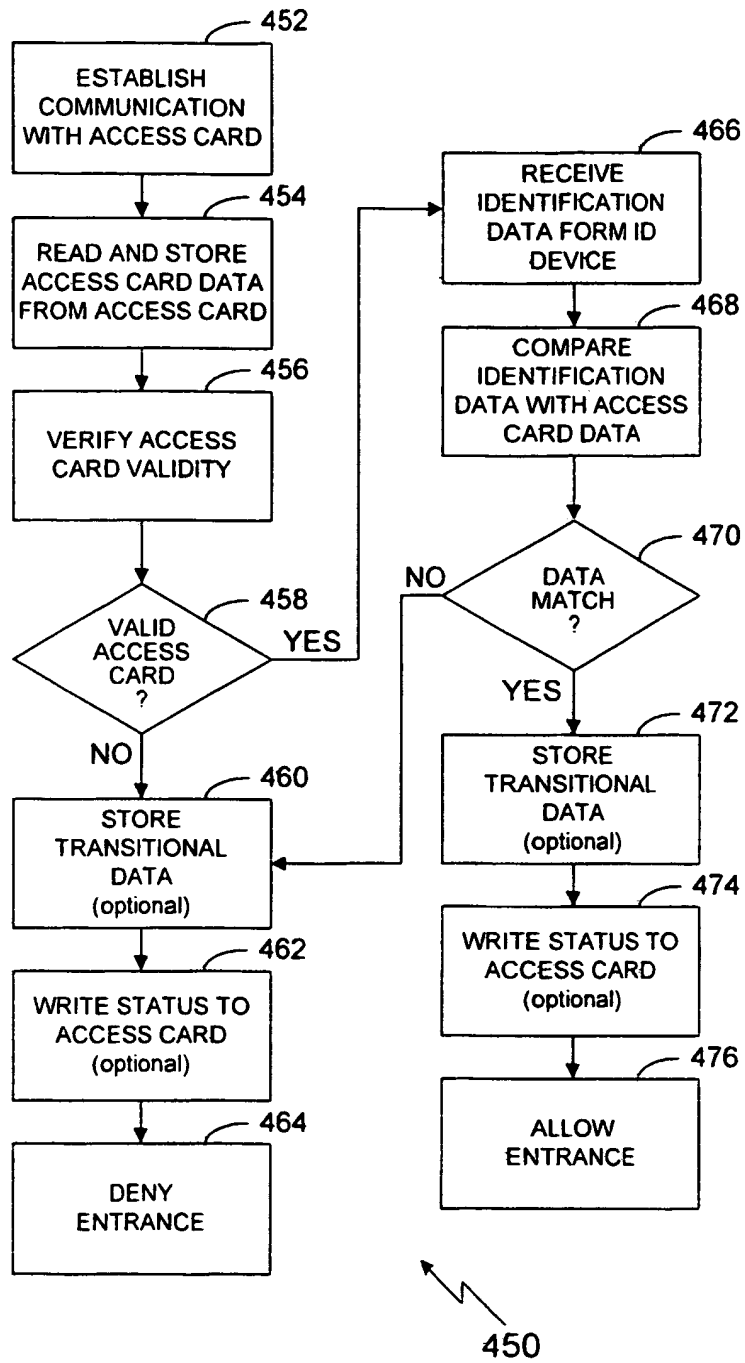 452
ESTABLISH
COMMUNICATION
WITH ACCESS CARD
454
READ AND STORE
ACCESS CARD DATA
FROM ACCESS CARD
456
VERIFY ACCESS
CARD VALIDITY
458
VALID
ACCESS
CARD
?
YES
NO
460
STORE
TRANSITIONAL
DATA
(optional)
462
WRITE STATUS TO
ACCESS CARD
(optional)
464
DENY
ENTRANCE
466
RECEIVE
IDENTIFICATION
DATA FORM ID
DEVICE
468
COMPARE
IDENTIFICATION
DATA WITH ACCESS
CARD DATA
470
DATA
MATCH
?
NO
YES
472
STORE
TRANSITIONAL
DATA
(optional)
474
WRITE STATUS TO
ACCESS CARD
(optional)
476
ALLOW
ENTRANCE
450